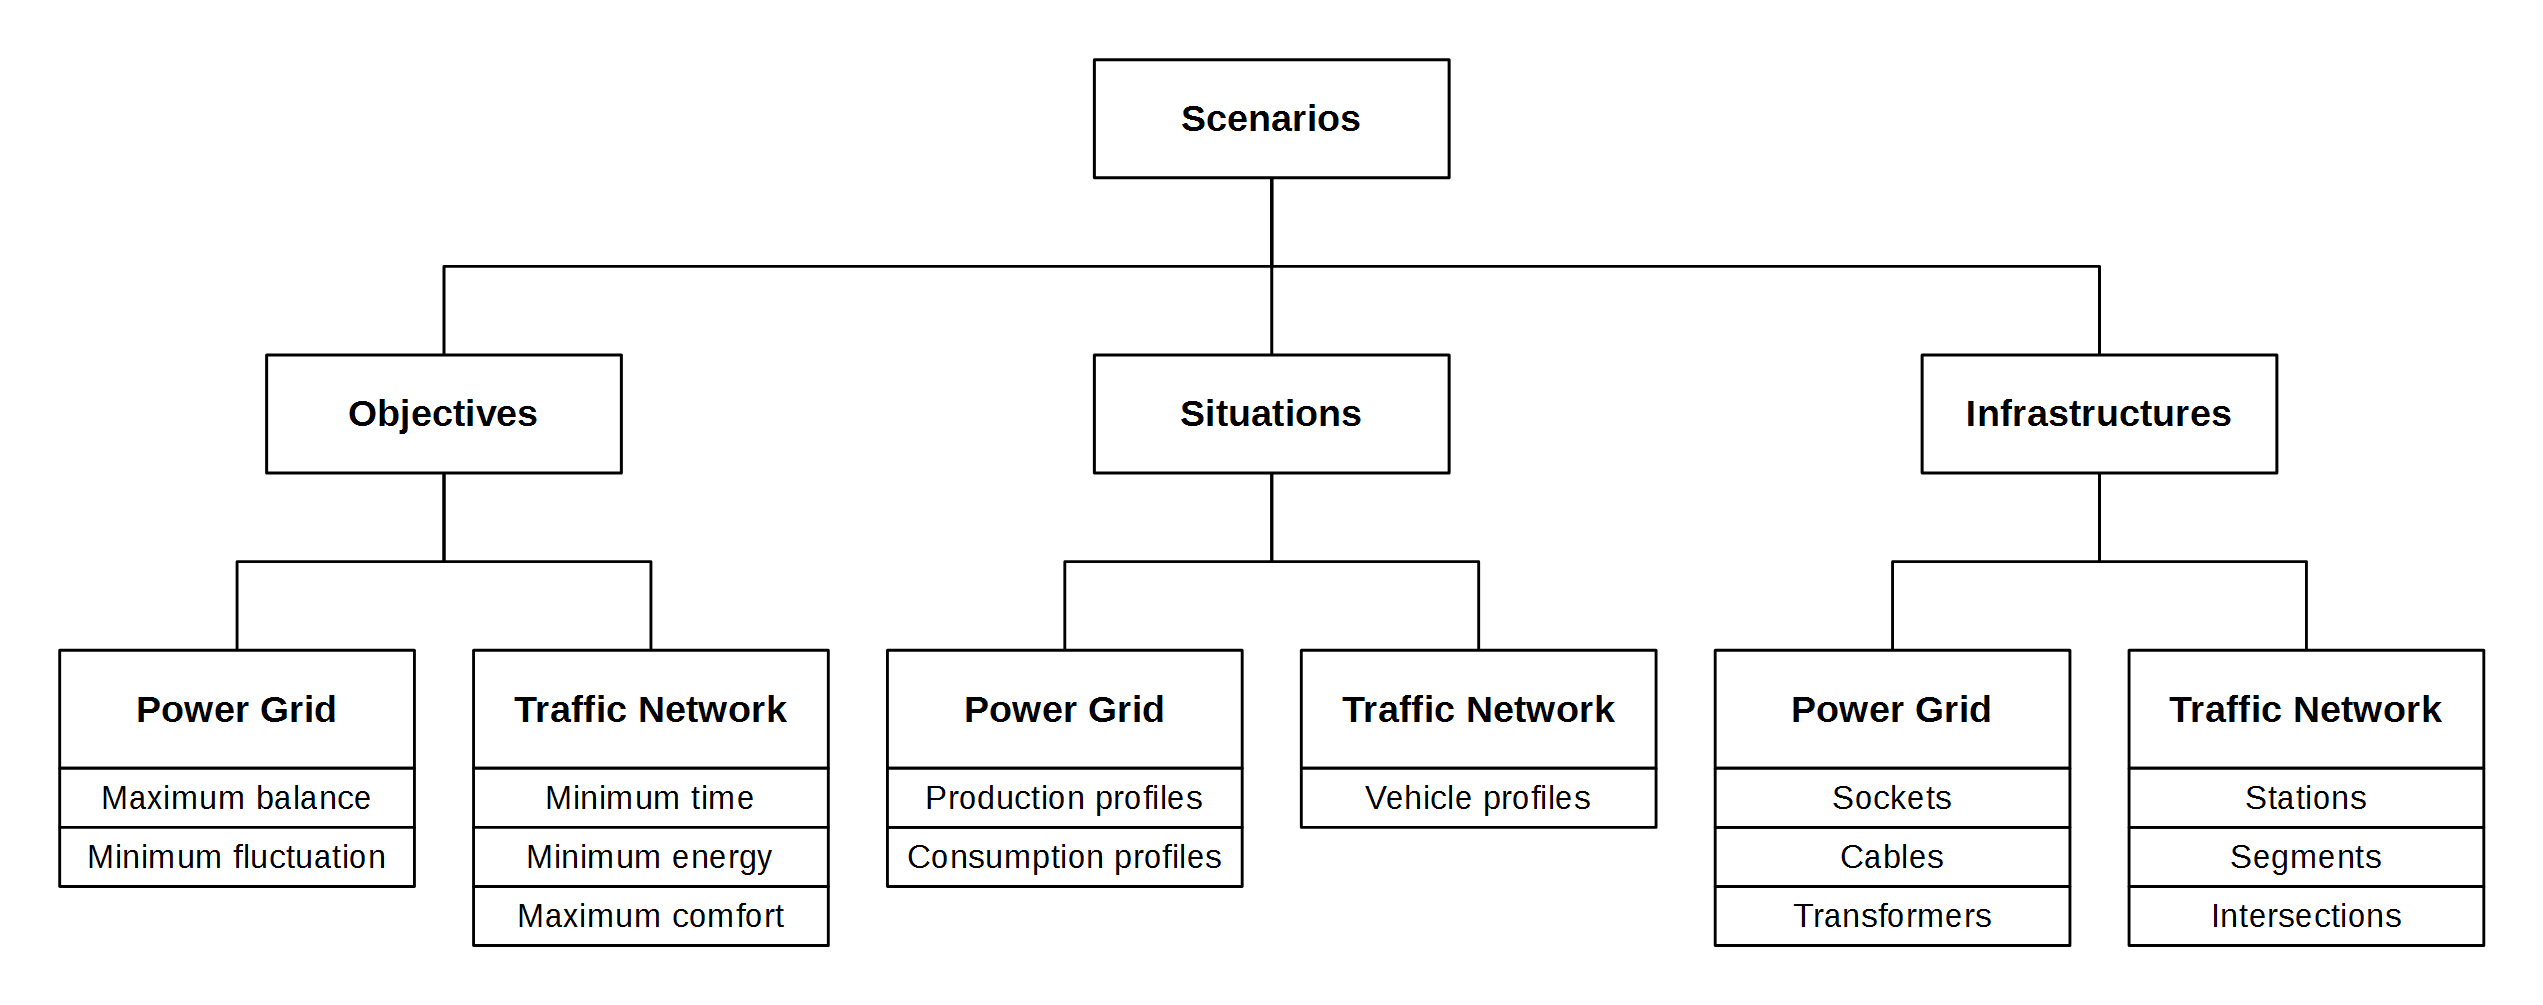 Scenarios
Objectives
Situations
Infrastructures
Power Grid
Maximum balance
Minimum fluctuation
Traffic Network
Minimum time
Minimum energy
Maximum comfort
Power Grid
Production profiles
Consumption profiles
Traffic Network
Vehicle profiles
Power Grid
Sockets
Cables
Transformers
Traffic Network
Stations
Segments
Intersections